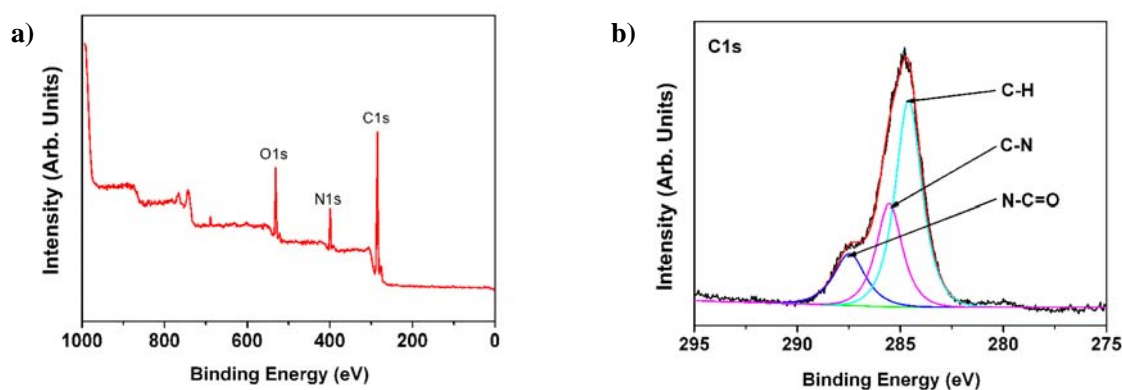 a)
Intensity (Arb. Units)
O1s
N1s
C1s
1000 800 600 400 200 0
Binding Energy (eV)
b)
C1s
Intensity (Arb. Units)
C-H
C-N
N-C=O
295 290 285 280 275
Binding Energy (eV)